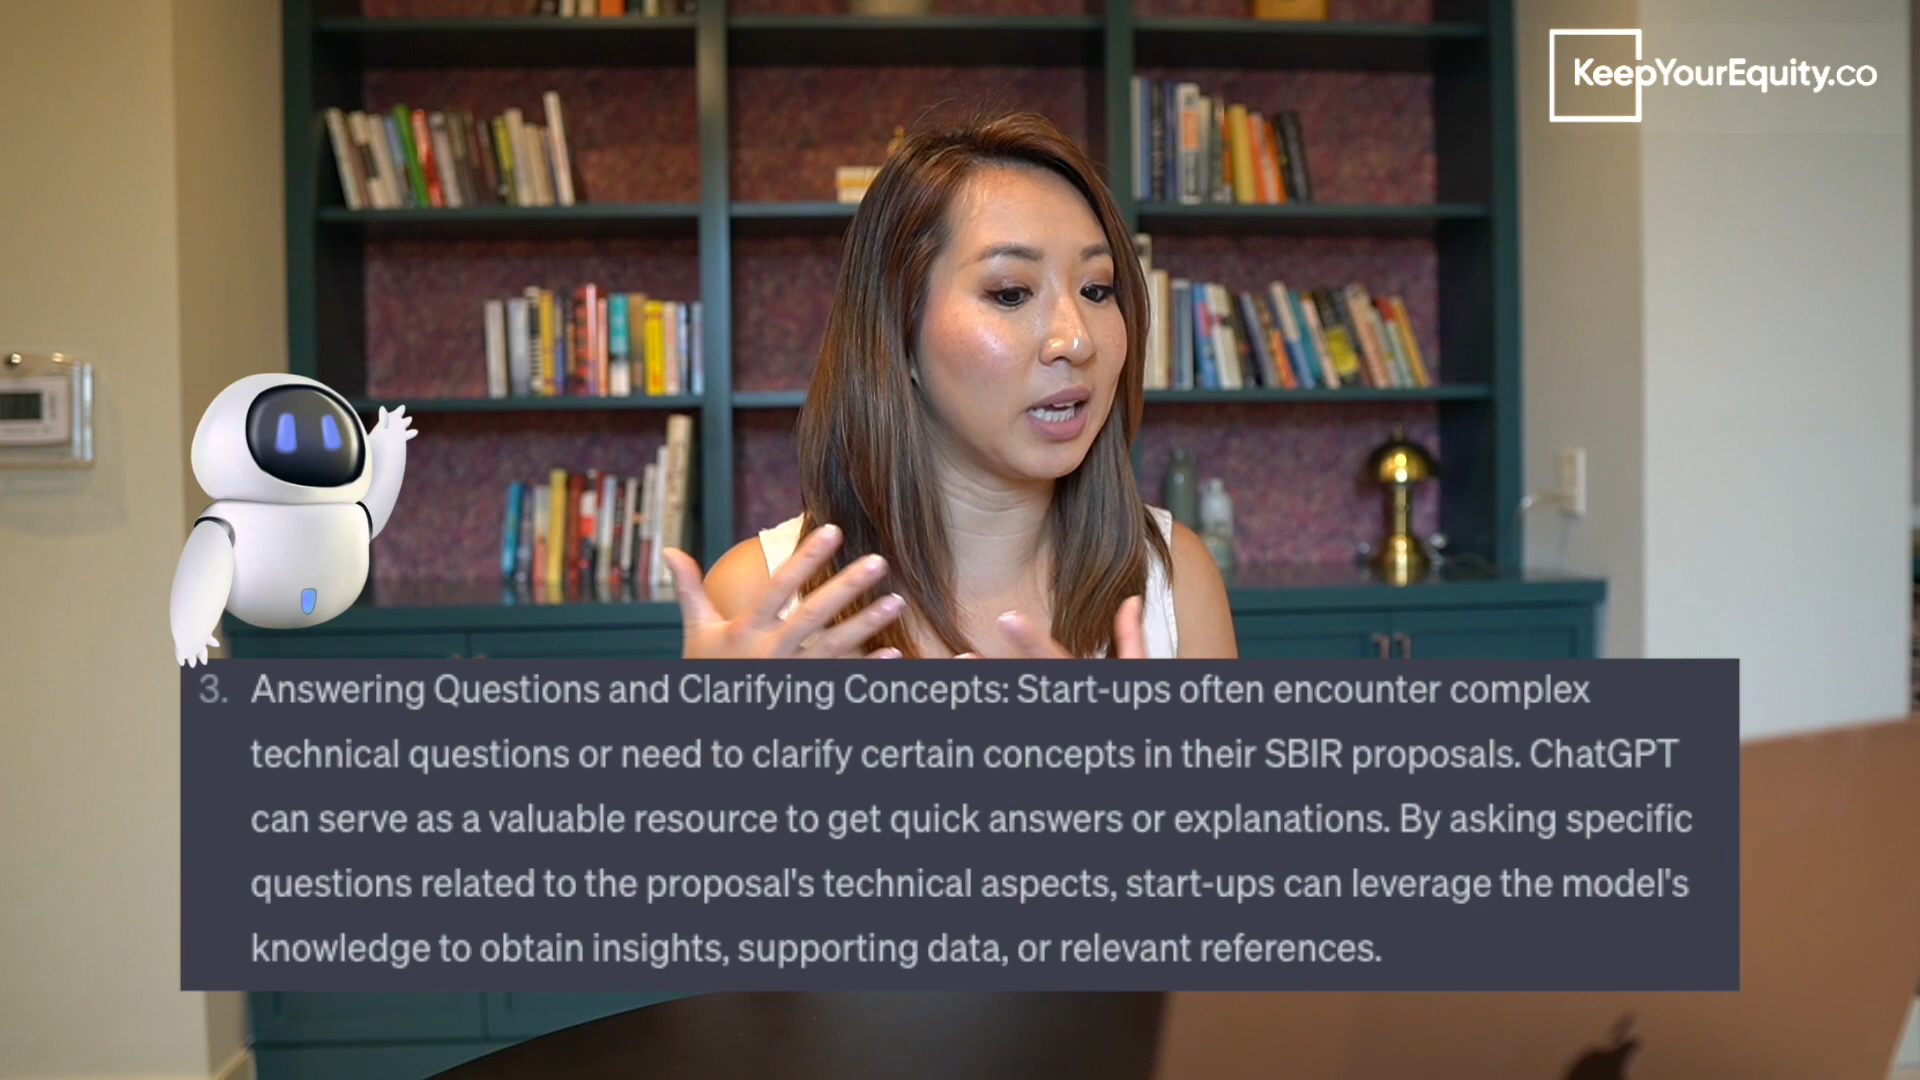 KeepYourEquity.co
3. Answering Questions and Clarifying Concepts: Start-ups often encounter complex
technical questions or need to clarify certain concepts in their SBIR proposals. ChatGPT
can serve as a valuable resource to get quick answers or explanations. By asking specific
questions related to the proposal's technical aspects, start-ups can leverage the model's
knowledge to obtain insights, supporting data, or relevant references.